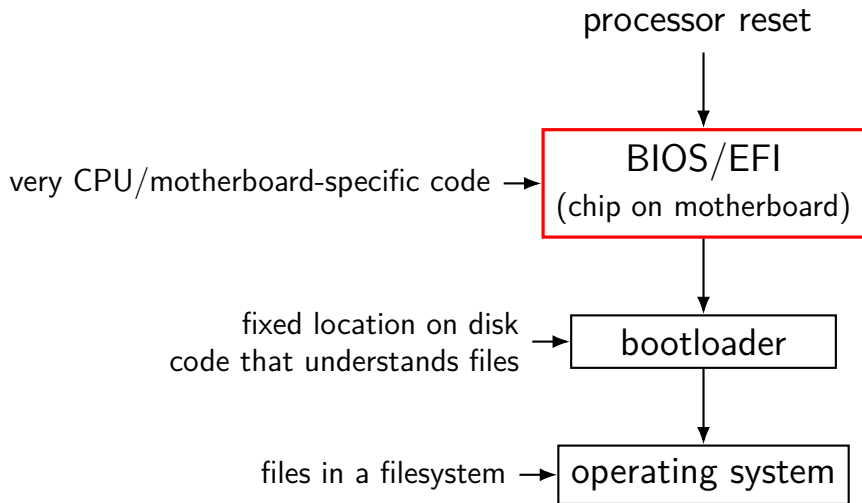 processor reset
BIOS/EFI
(chip on motherboard)
very CPU/motherboard-specific code
bootloader
fixed location on disk
code that understands files
operating system
files in a filesystem